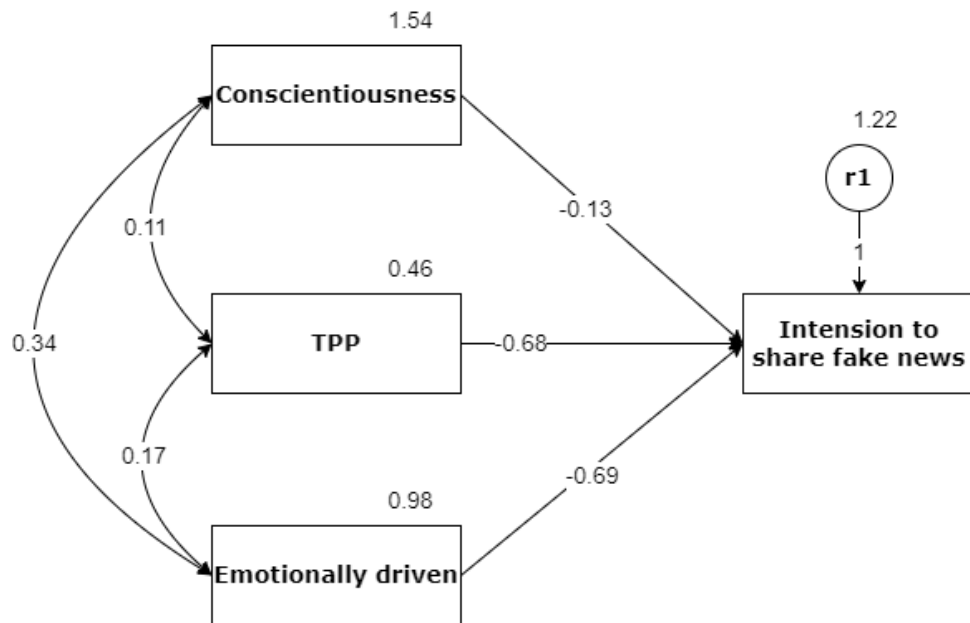 1.54
Conscientiousness
1.22
r1
-0.13
0.11
1
0.46
TPP
-0.68
Intension to
share fake news
0.34
0.17
-0.69
0.98
Emotionally driven